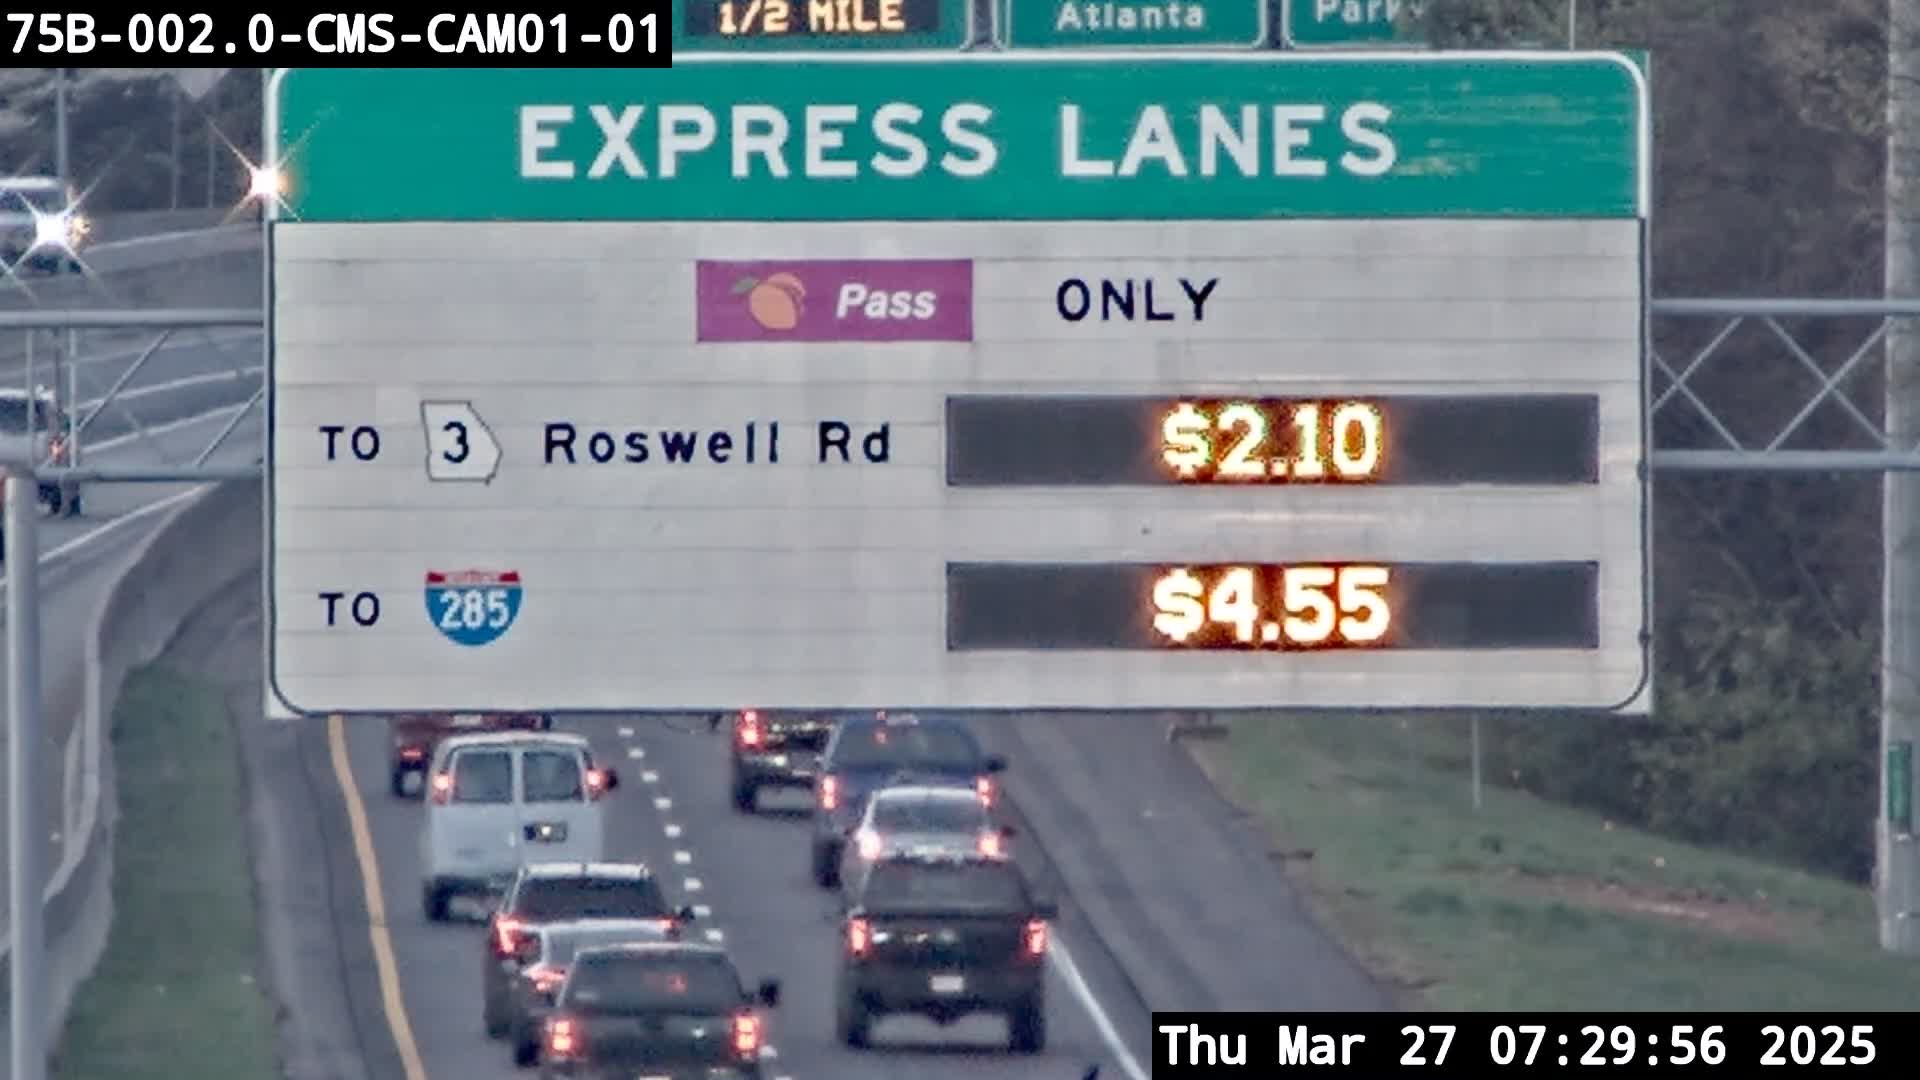 75B-002.0-CMS-CAM01-01
1/2 MILE
Atlanta
EXPRESS LANES
Pass ONLY
TO 3 Roswell Rd $2.10
TO 285 $4.55
Thu Mar 27 07:29:56 2025